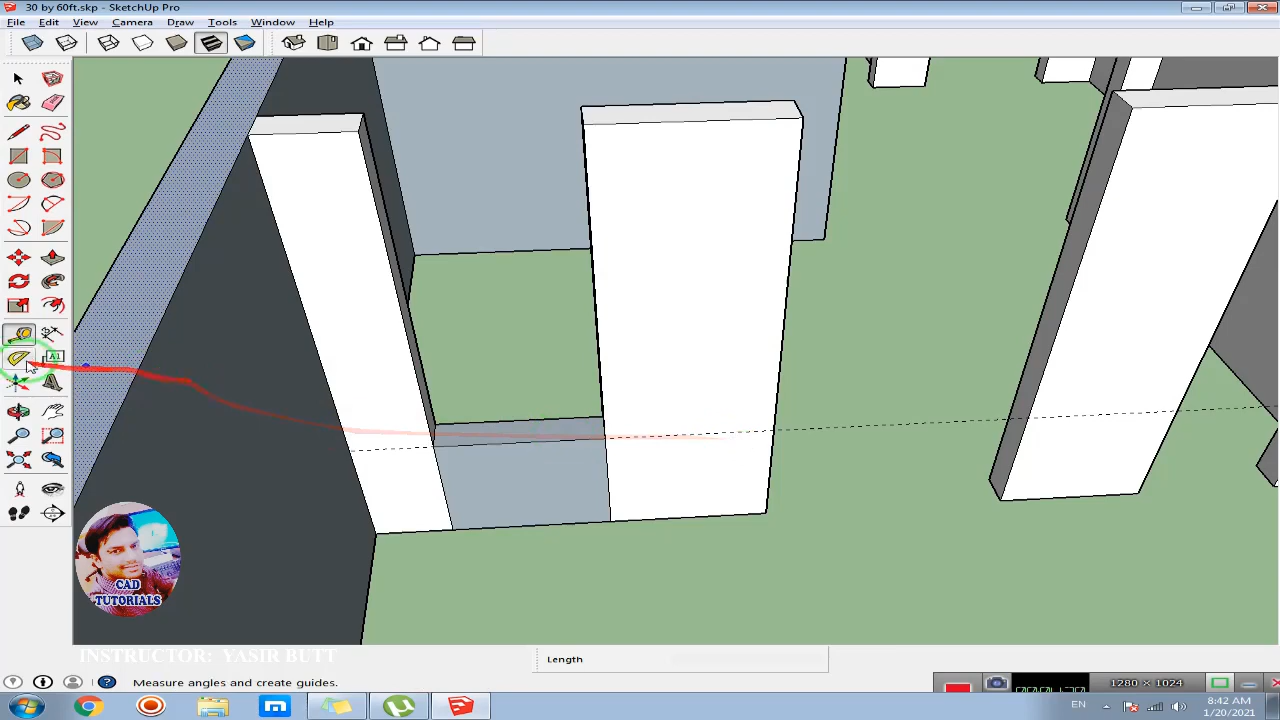 30 by 60ft.skp - SketchUp Pro
File Edit View Camera Draw Tools Window Help
A1
CAD
TUTORIALS
INSTRUCTOR: YASIR BUTT
Length
Measure angles and create guides.
1280 × 1024
EN
8:42 AM
1/20/2021